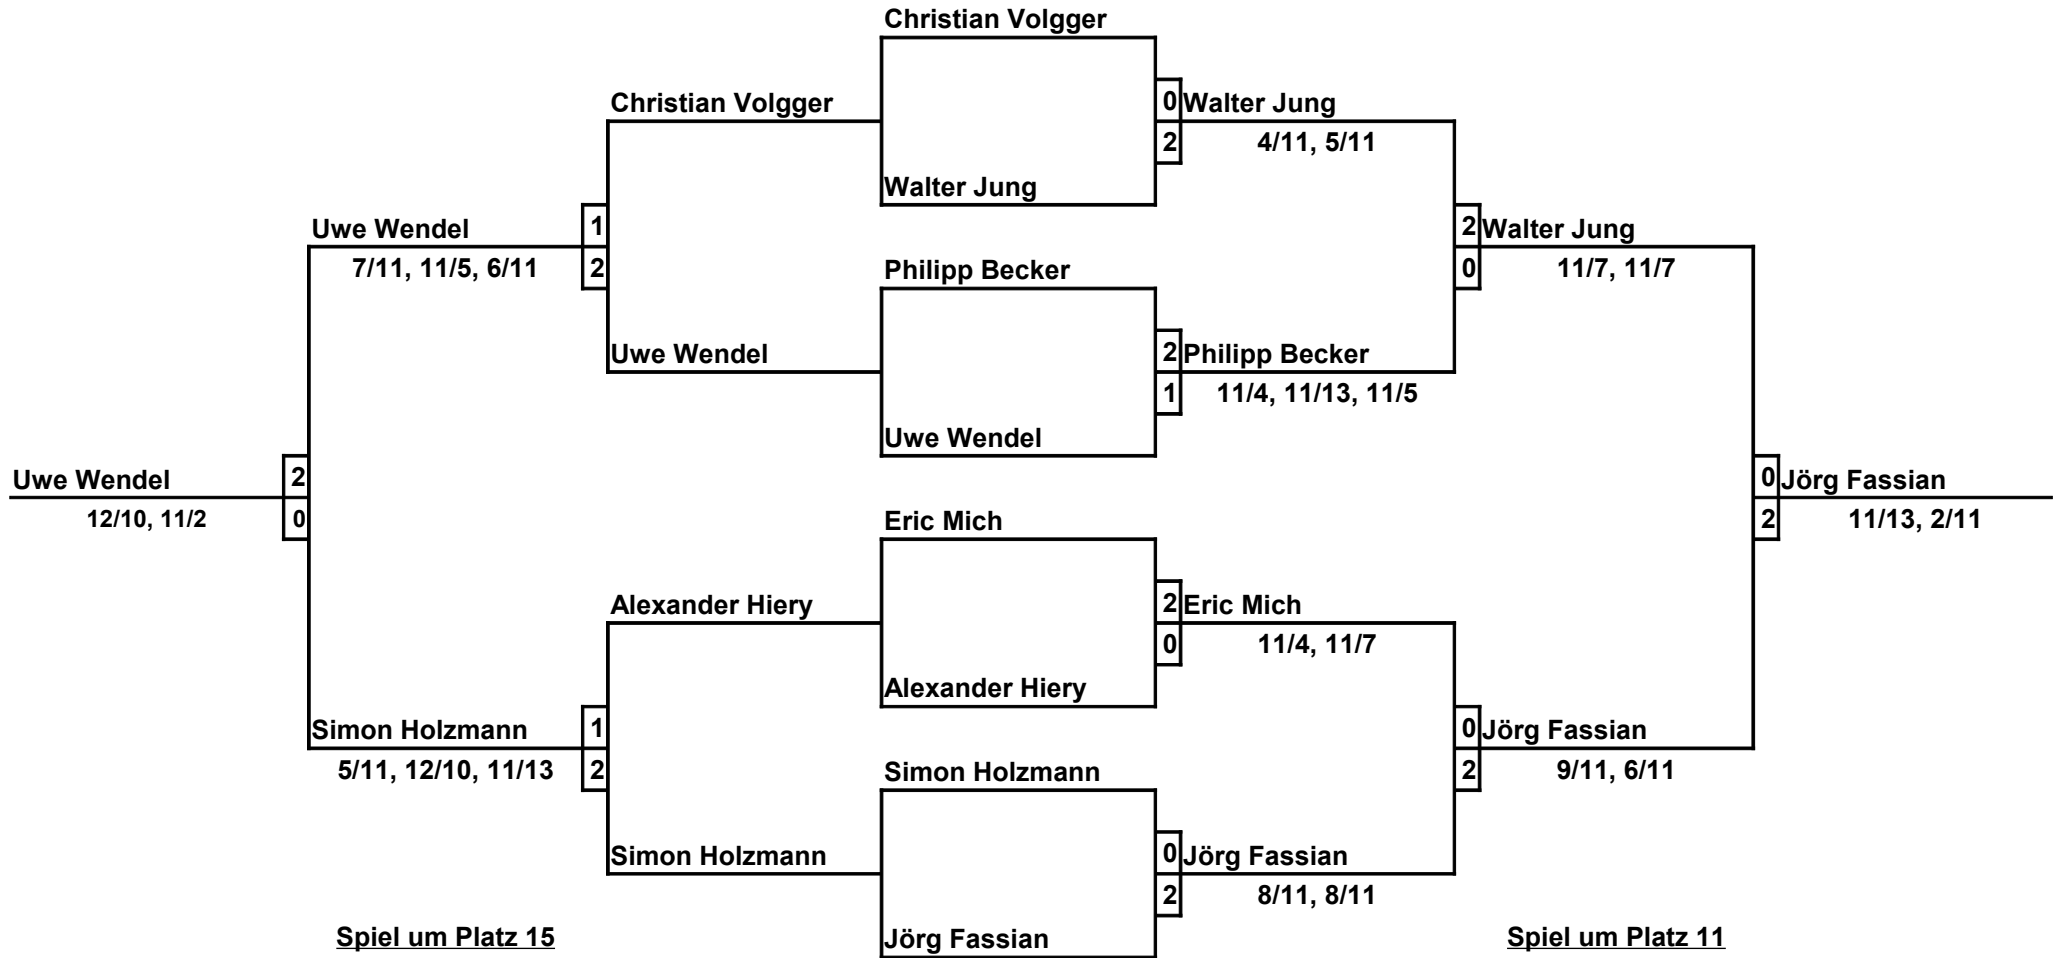 Christian Volgger
Christian Volgger
0 Walter Jung
2 4/11, 5/11
Walter Jung
Uwe Wendel 1
7/11, 11/5, 6/11 2
2 Walter Jung
0 11/7, 11/7
Philipp Becker
Uwe Wendel
2 Philipp Becker
1 11/4, 11/13, 11/5
Uwe Wendel
Uwe Wendel 2
12/10, 11/2 0
0 Jörg Fassian
2 11/13, 2/11
Eric Mich
Alexander Hiery
2 Eric Mich
0 11/4, 11/7
Alexander Hiery
Simon Holzmann 1
5/11, 12/10, 11/13 2
0 Jörg Fassian
2 9/11, 6/11
Simon Holzmann
Simon Holzmann
0 Jörg Fassian
2 8/11, 8/11
Jörg Fassian
Spiel um Platz 15
Spiel um Platz 11